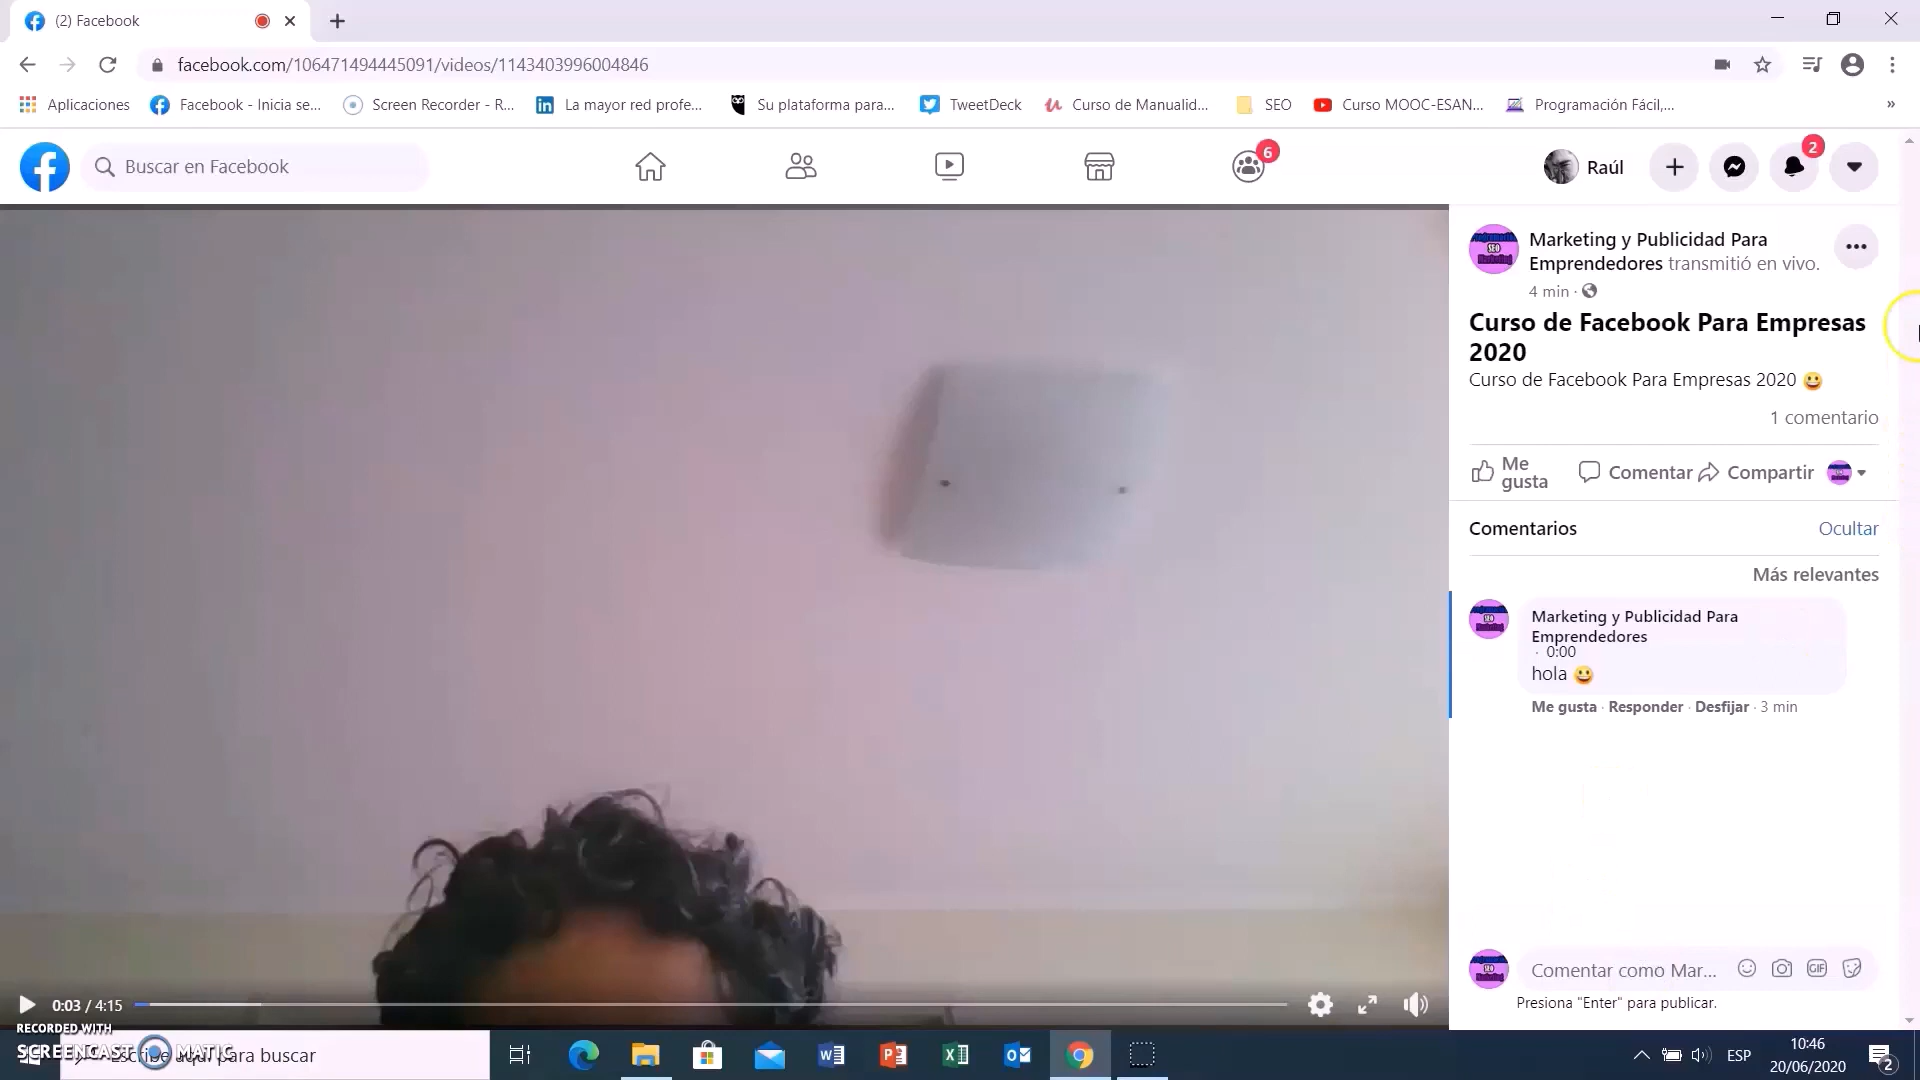 (2) Facebook
facebook.com/106471494445091/videos/1143403996004846
Aplicaciones
Facebook - Inicia se...
Screen Recorder - R...
La mayor red profe...
Su plataforma para...
TweetDeck
Curso de Manualid...
SEO
Curso MOOC-ESAN...
Programación Fácil,...
»
Buscar en Facebook
6
Raúl
2
Marketing y Publicidad Para
Emprendedores transmitió en vivo.
4 min ·
Curso de Facebook Para Empresas
2020
Curso de Facebook Para Empresas 2020 😀
1 comentario
Me
gusta
Comentar
Compartir
Comentarios
Ocultar
Más relevantes
Marketing y Publicidad Para
Emprendedores
· 0:00
hola 😀
Me gusta · Responder · Desfijar · 3 min
Comentar como Mar...
GIF
Presiona "Enter" para publicar.
0:03 / 4:15
RECORDED WITH
SCREENCAST MATIC
Escribe aquí para buscar
ESP
10:46
20/06/2020
2